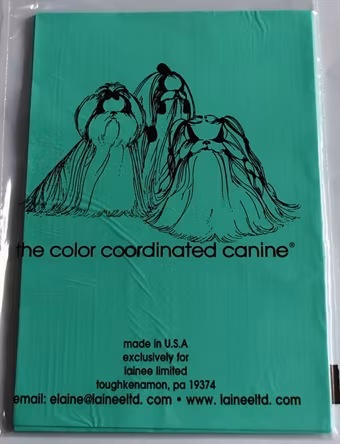 the color coordinated canine®
made in U.S.A
exclusively for
lainee limited
toughkenamon, pa 19374
email: elaine@laineeltd. com • www. laineeltd. com